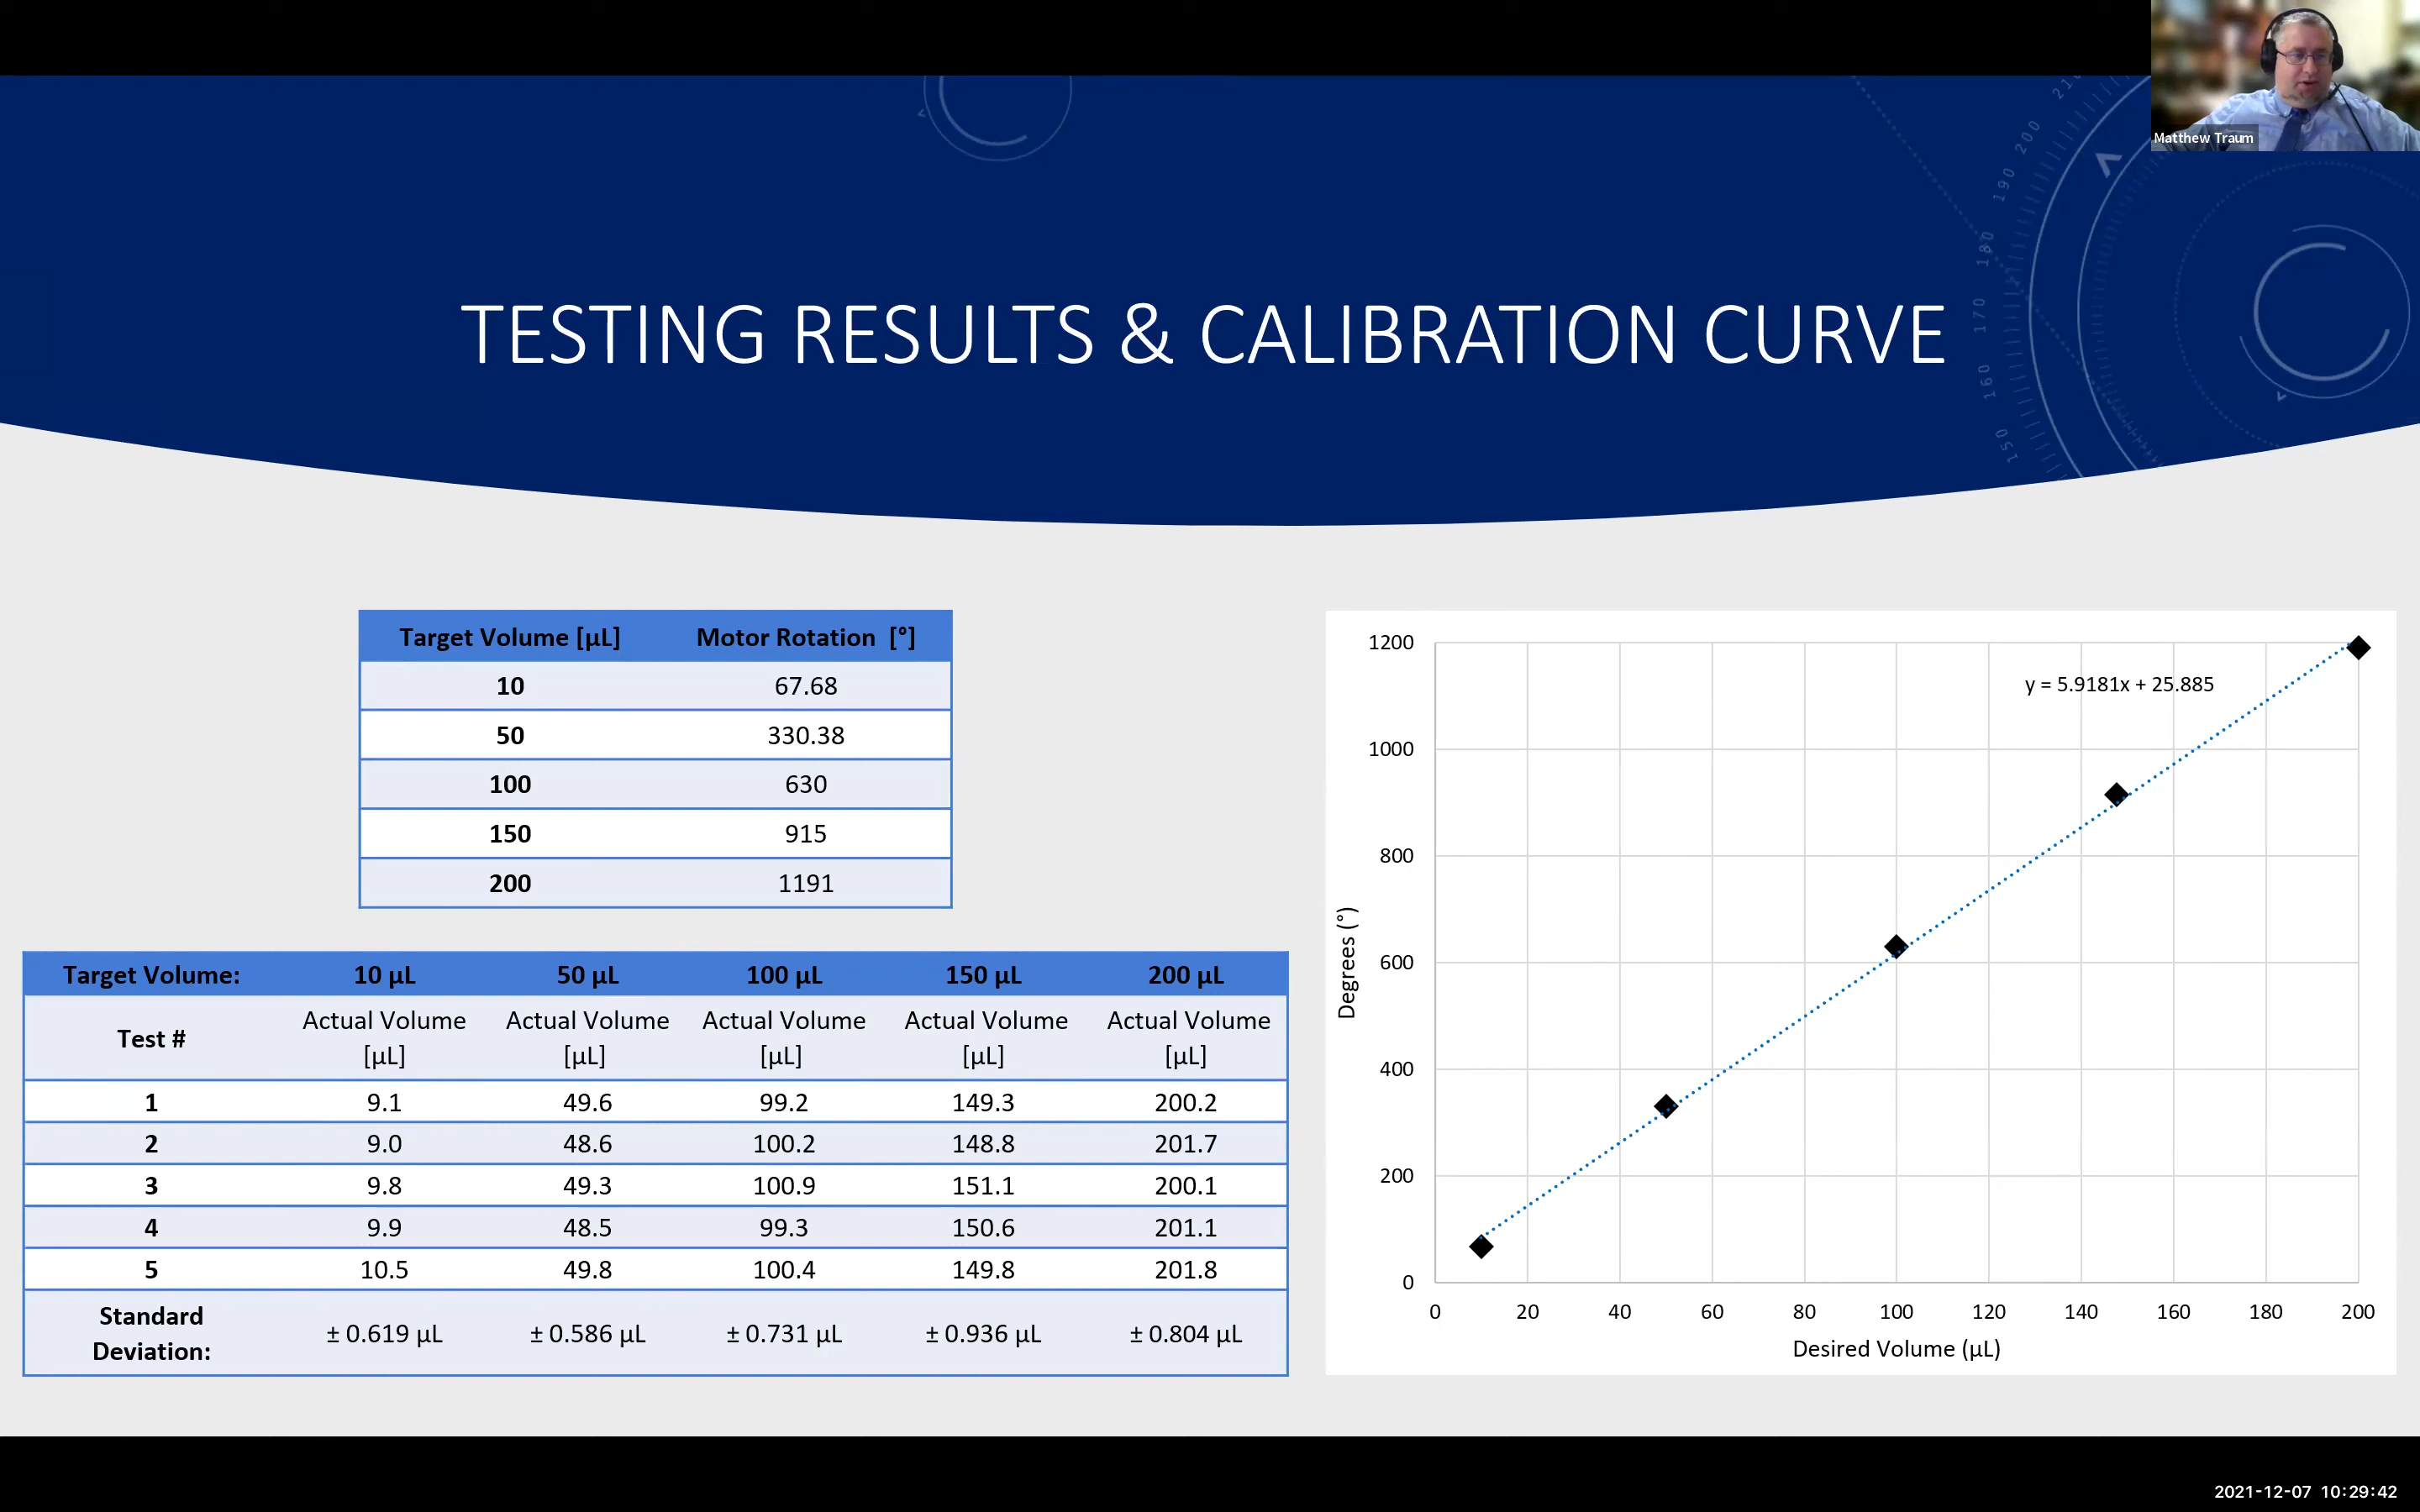 Matthew Traum
210
200
190
180
170
160
150
TESTING RESULTS & CALIBRATION CURVE
Target Volume [µL] Motor Rotation [°]
10 67.68
50 330.38
100 630
150 915
200 1191
Target Volume: 10 µL 50 µL 100 µL 150 µL 200 µL
Test # Actual Volume [µL] Actual Volume [µL] Actual Volume [µL] Actual Volume [µL] Actual Volume [µL]
1 9.1 49.6 99.2 149.3 200.2
2 9.0 48.6 100.2 148.8 201.7
3 9.8 49.3 100.9 151.1 200.1
4 9.9 48.5 99.3 150.6 201.1
5 10.5 49.8 100.4 149.8 201.8
Standard Deviation: ± 0.619 µL ± 0.586 µL ± 0.731 µL ± 0.936 µL ± 0.804 µL
y = 5.9181x + 25.885
1200
1000
800
600
400
200
0
Degrees (°)
0 20 40 60 80 100 120 140 160 180 200
Desired Volume (µL)
2021-12-07 10:29:42